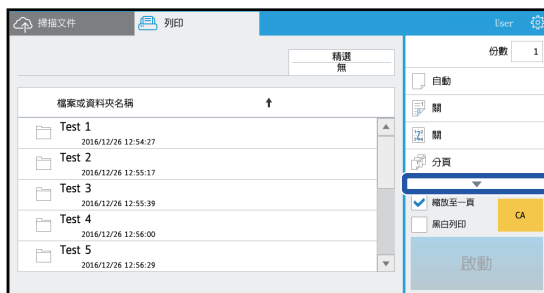 掃描文件
列印
User
精選
無
份數 1
檔案或資料夾名稱
自動
關
關
分頁
Test 1
2016/12/26 12:54:27
Test 2
2016/12/26 12:55:17
Test 3
2016/12/26 12:55:39
Test 4
2016/12/26 12:56:00
Test 5
2016/12/26 12:56:29
縮放至一頁
黑白列印
CA
啟動